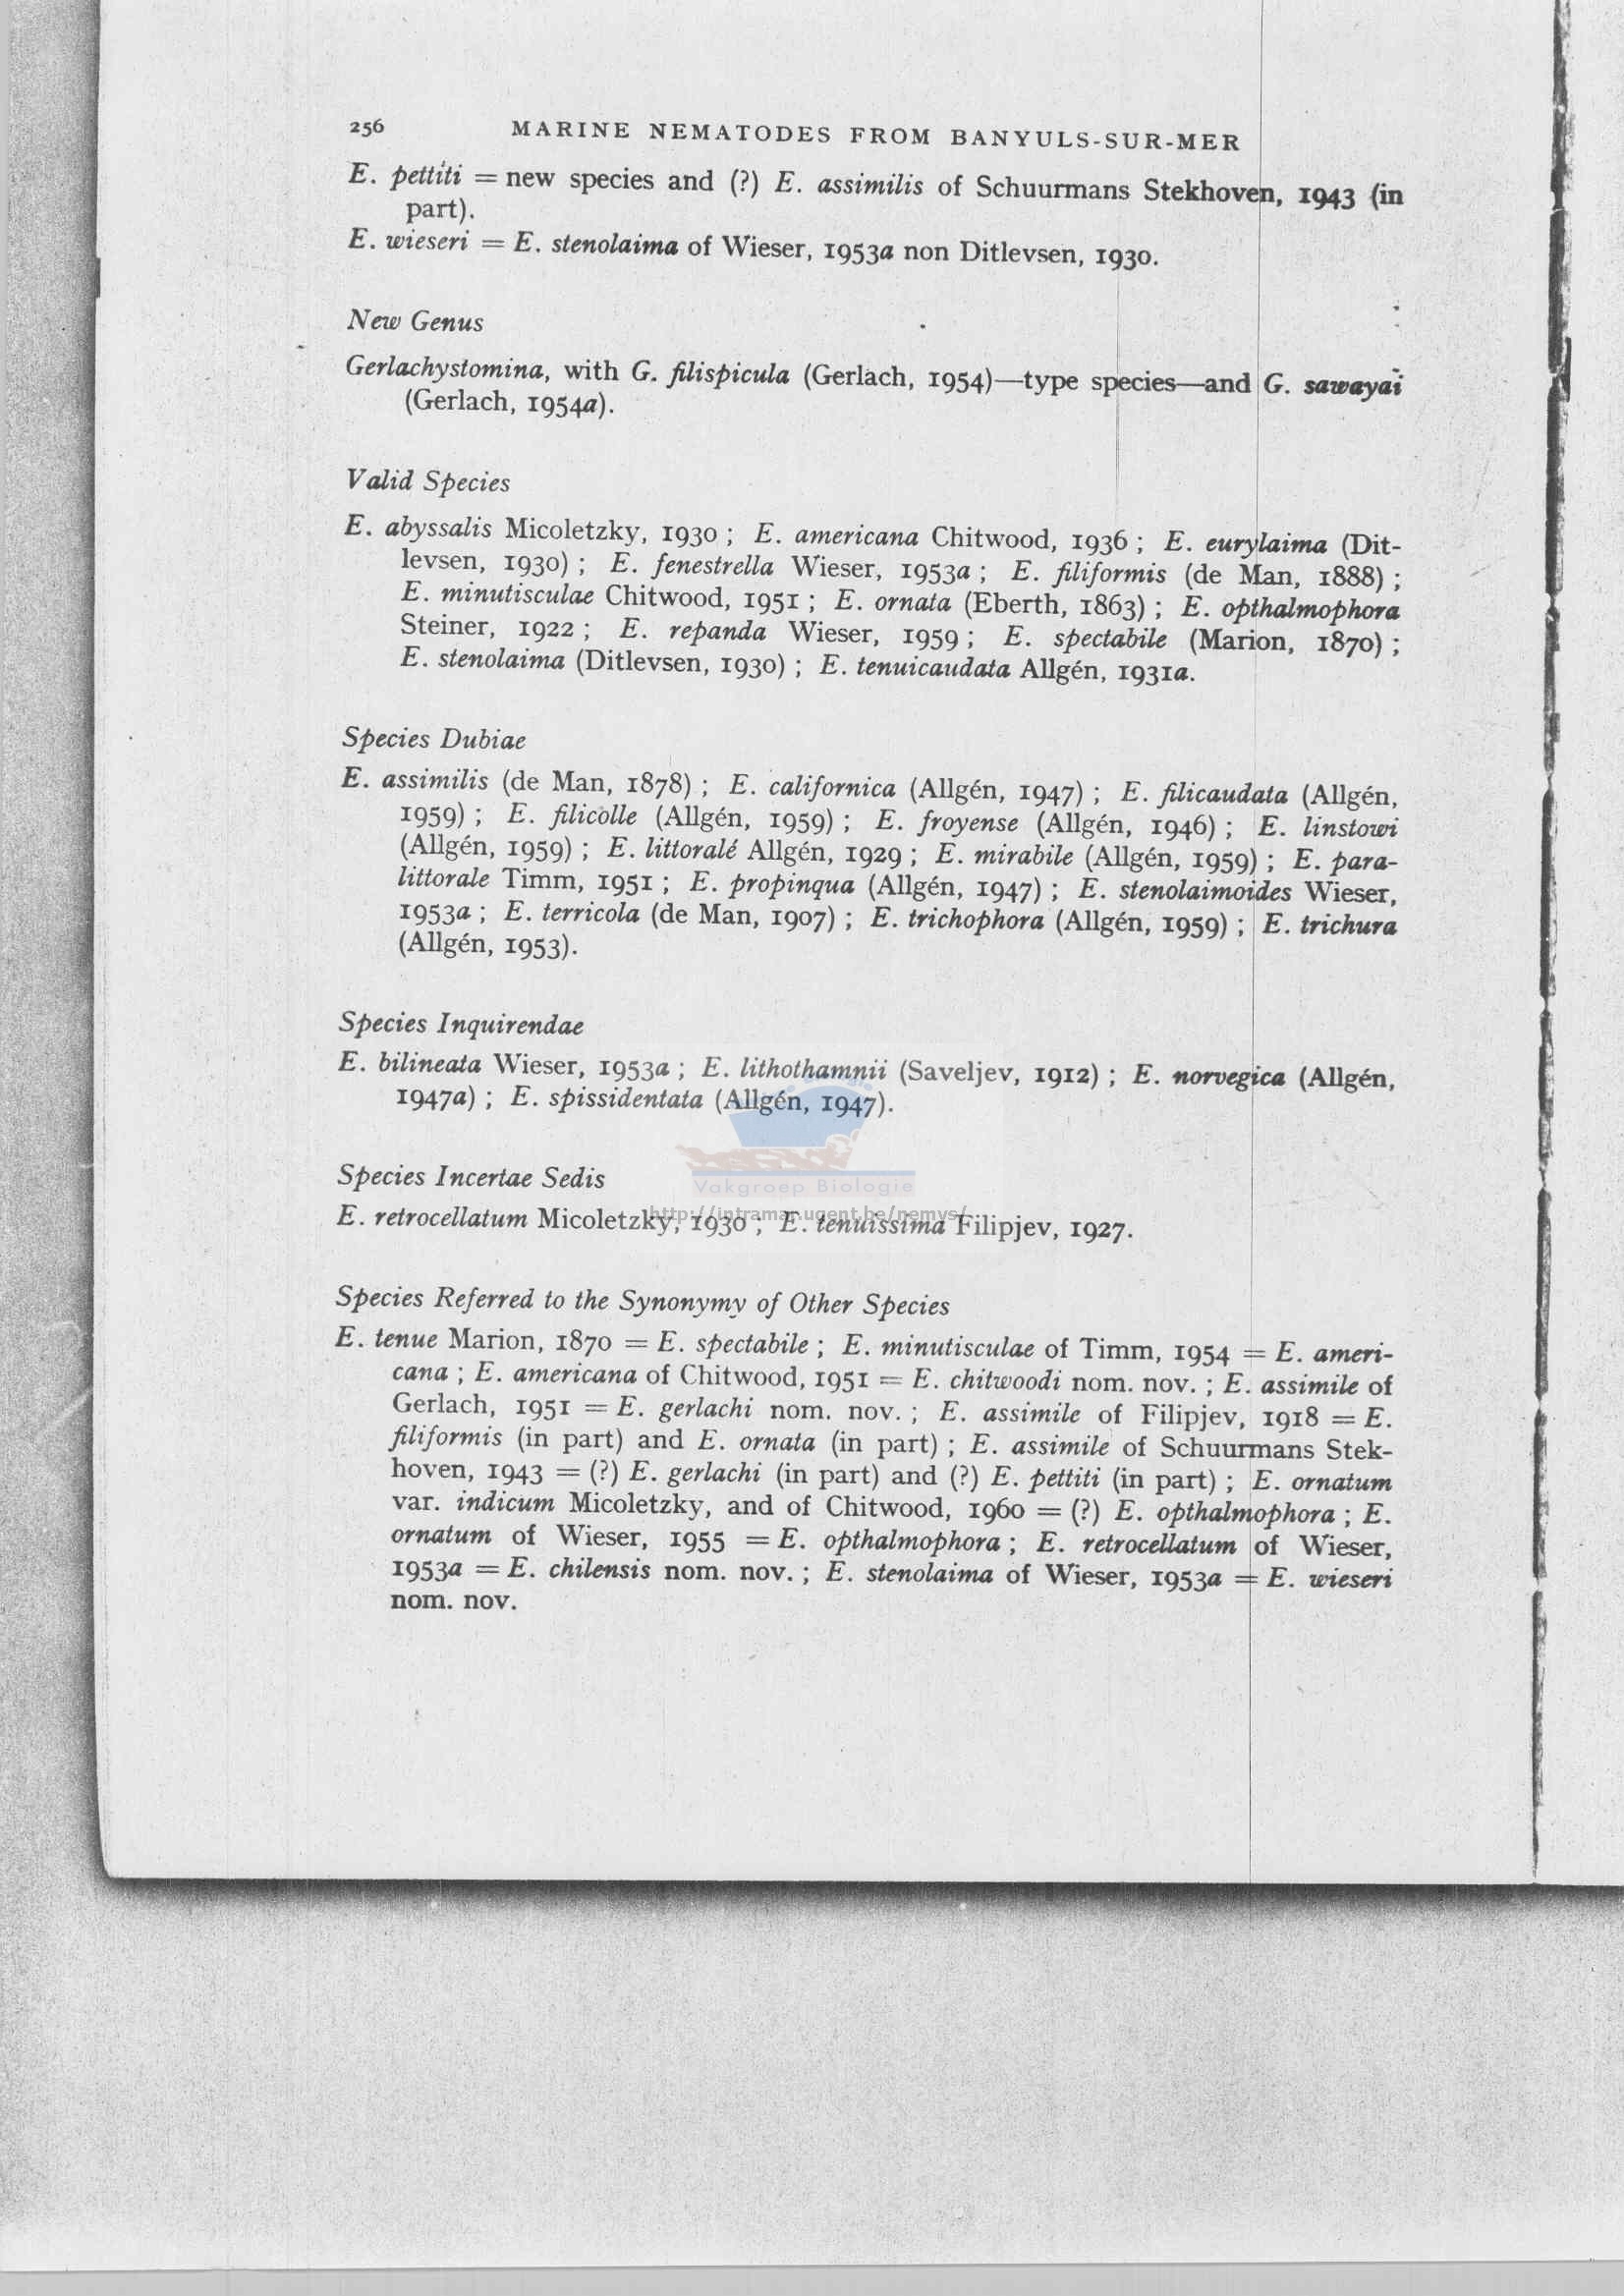 256 MARINE NEMATODES FROM BANYULS-SUR-MER
E. pettiti = new species and (?) E. assimilis of Schuurmans Stekhoven, 1943 (in
part).
E. wieseri = E. stenolaima of Wieser, 1953a non Ditlevsen, 1930.
New Genus
Gerlachystomina, with G. filispicula (Gerlach, 1954)—type species—and G. sawayai
(Gerlach, 1954a).
Valid Species
E. abyssalis Micoletzky, 1930 ; E. americana Chitwood, 1936 ; E. eurylaima (Dit-
levsen, 1930) ; E. fenestrella Wieser, 1953a ; E. filiformis (de Man, 1888) ;
E. minutisculae Chitwood, 1951 ; E. ornata (Eberth, 1863) ; E. opthalmophora
Steiner, 1922 ; E. repanda Wieser, 1959 ; E. spectabile (Marion, 1870) ;
E. stenolaima (Ditlevsen, 1930) ; E. tenuicaudata Allgén, 1931a.
Species Dubiae
E. assimilis (de Man, 1878) ; E. californica (Allgén, 1947) ; E. filicaudata (Allgén,
1959) ; E. filicolle (Allgén, 1959) ; E. froyense (Allgén, 1946) ; E. linstowi
(Allgén, 1959) ; E. littoralé Allgén, 1929 ; E. mirabile (Allgén, 1959) ; E. para-
littorale Timm, 1951 ; E. propinqua (Allgén, 1947) ; E. stenolaimoides Wieser,
1953a ; E. terricola (de Man, 1907) ; E. trichophora (Allgén, 1959) ; E. trichura
(Allgén, 1953).
Species Inquirendae
E. bilineata Wieser, 1953a ; E. lithothamnii (Saveljev, 1912) ; E. norvegica (Allgén,
1947a) ; E. spissidentata (Allgén, 1947).
Vakgroep Biologie
Species Incertae Sedis
http://intramar.ugent.be/nemys/
E. retrocellatum Micoletzky, 1930 ; E. tenuissima Filipjev, 1927.
Species Referred to the Synonymy of Other Species
E. tenue Marion, 1870 = E. spectabile ; E. minutisculae of Timm, 1954 = E. ameri-
cana ; E. americana of Chitwood, 1951 = E. chitwoodi nom. nov. ; E. assimile of
Gerlach, 1951 = E. gerlachi nom. nov. ; E. assimile of Filipjev, 1918 = E.
filiformis (in part) and E. ornata (in part) ; E. assimile of Schuurmans Stek-
hoven, 1943 = (?) E. gerlachi (in part) and (?) E. pettiti (in part) ; E. ornatum
var. indicum Micoletzky, and of Chitwood, 1960 = (?) E. opthalmophora ; E.
ornatum of Wieser, 1955 = E. opthalmophora ; E. retrocellatum of Wieser,
1953a = E. chilensis nom. nov. ; E. stenolaima of Wieser, 1953a = E. wieseri
nom. nov.